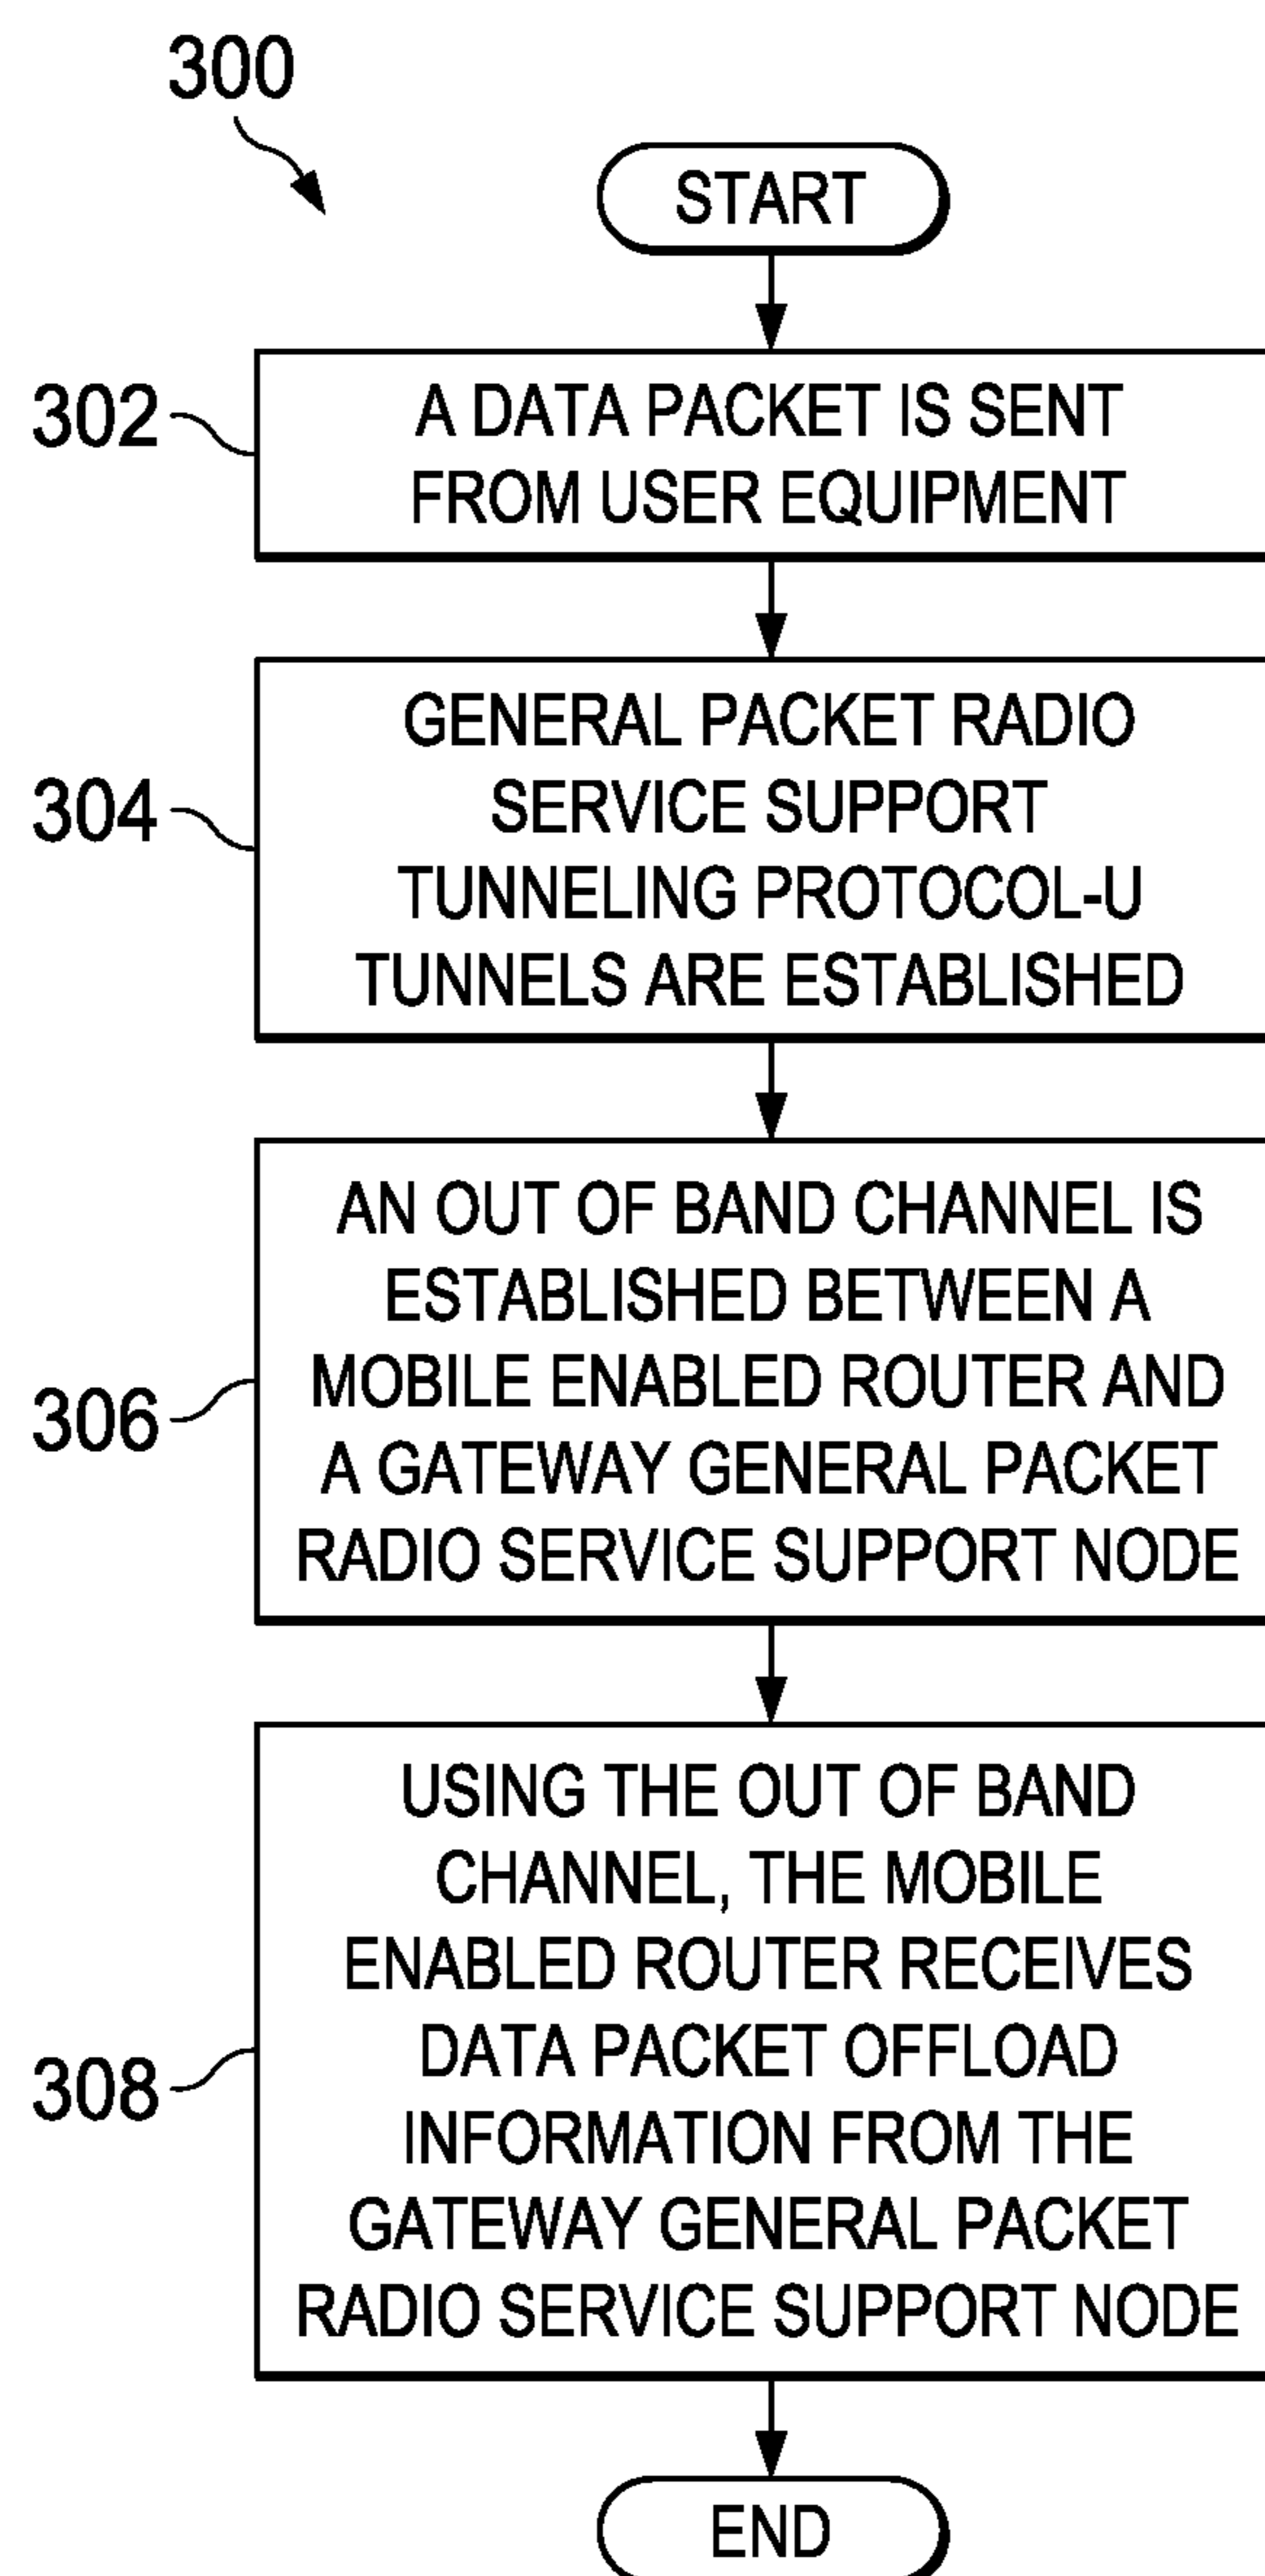 300
START
302
A DATA PACKET IS SENT
FROM USER EQUIPMENT
304
GENERAL PACKET RADIO
SERVICE SUPPORT
TUNNELING PROTOCOL-U
TUNNELS ARE ESTABLISHED
306
AN OUT OF BAND CHANNEL IS
ESTABLISHED BETWEEN A
MOBILE ENABLED ROUTER AND
A GATEWAY GENERAL PACKET
RADIO SERVICE SUPPORT NODE
308
USING THE OUT OF BAND
CHANNEL, THE MOBILE
ENABLED ROUTER RECEIVES
DATA PACKET OFFLOAD
INFORMATION FROM THE
GATEWAY GENERAL PACKET
RADIO SERVICE SUPPORT NODE
END